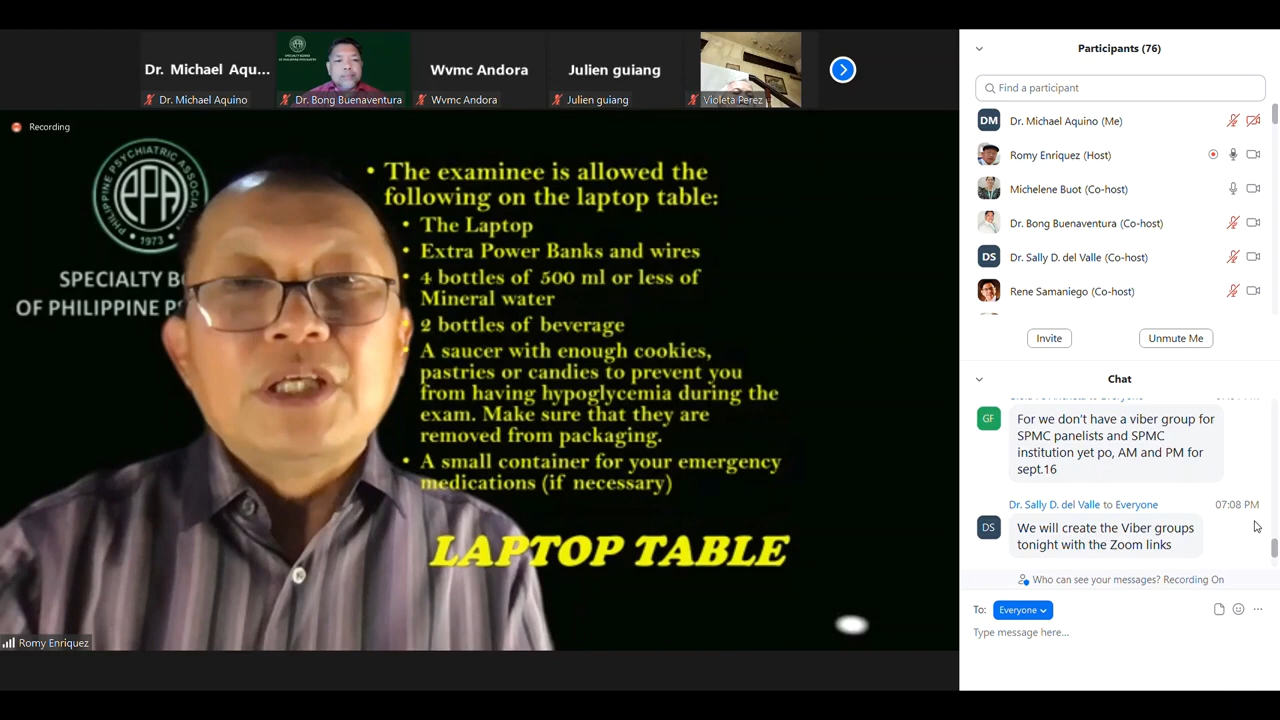 Dr. Michael Aqu...
Wvmc Andora
Julien guiang
Dr. Michael Aquino
Dr. Bong Buenaventura
Wvmc Andora
Julien guiang
Violeta Perez
Recording
PHILIPPINE PSYCHIATRIC ASSOCIA
PPA
1973
SPECIALTY BO
OF PHILIPPINE PS
• The examinee is allowed the
following on the laptop table:
• The Laptop
• Extra Power Banks and wires
• 4 bottles of 500 ml or less of
Mineral water
2 bottles of beverage
A saucer with enough cookies,
pastries or candies to prevent you
from having hypoglycemia during the
exam. Make sure that they are
removed from packaging.
• A small container for your emergency
medications (if necessary)
LAPTOP TABLE
Romy Enriquez
Participants (76)
Find a participant
DM Dr. Michael Aquino (Me)
Romy Enriquez (Host)
Michelene Buot (Co-host)
Dr. Bong Buenaventura (Co-host)
DS Dr. Sally D. del Valle (Co-host)
Rene Samaniego (Co-host)
Invite Unmute Me
Chat
GF For we don't have a viber group for
SPMC panelists and SPMC
institution yet po, AM and PM for
sept.16
Dr. Sally D. del Valle to Everyone 07:08 PM
DS We will create the Viber groups
tonight with the Zoom links
Who can see your messages? Recording On
To: Everyone
Type message here...